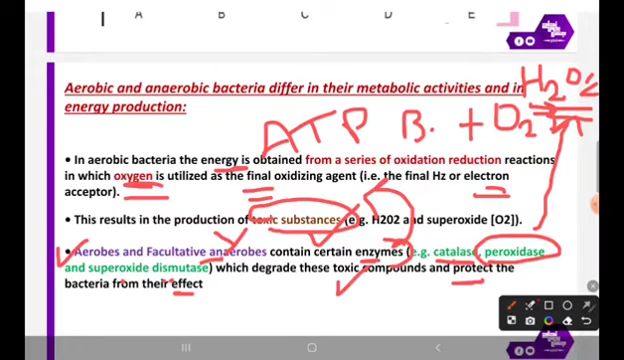 A B C D E
Aerobic and anaerobic bacteria differ in their metabolic activities and in
energy production:
H₂O₂
ATP B. + O₂
• In aerobic bacteria the energy is obtained from a series of oxidation reduction reactions
in which oxygen is utilized as the final oxidizing agent (i.e. the final Hz or electron
acceptor).
• This results in the production of toxic substances (e.g. H202 and superoxide [O2]).
• Aerobes and Facultative anaerobes contain certain enzymes (e.g. catalase, peroxidase
and superoxide dismutase) which degrade these toxic compounds and protect the
bacteria from their effect